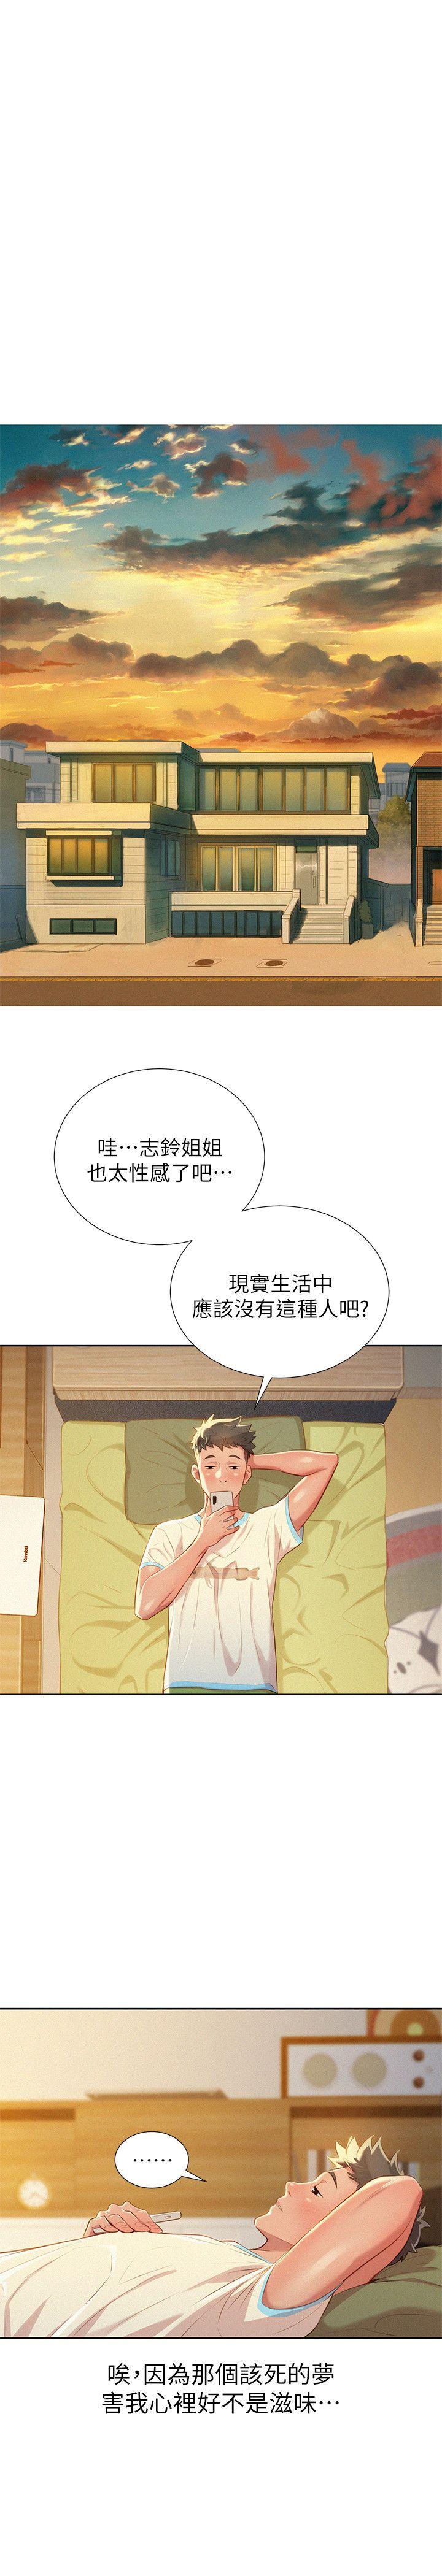 哇⋯志鈴姐姐
也太性感了吧⋯
現實生活中
應該沒有這種人吧?
⋯⋯
唉,因為那個該死的夢
害我心裡好不是滋味⋯